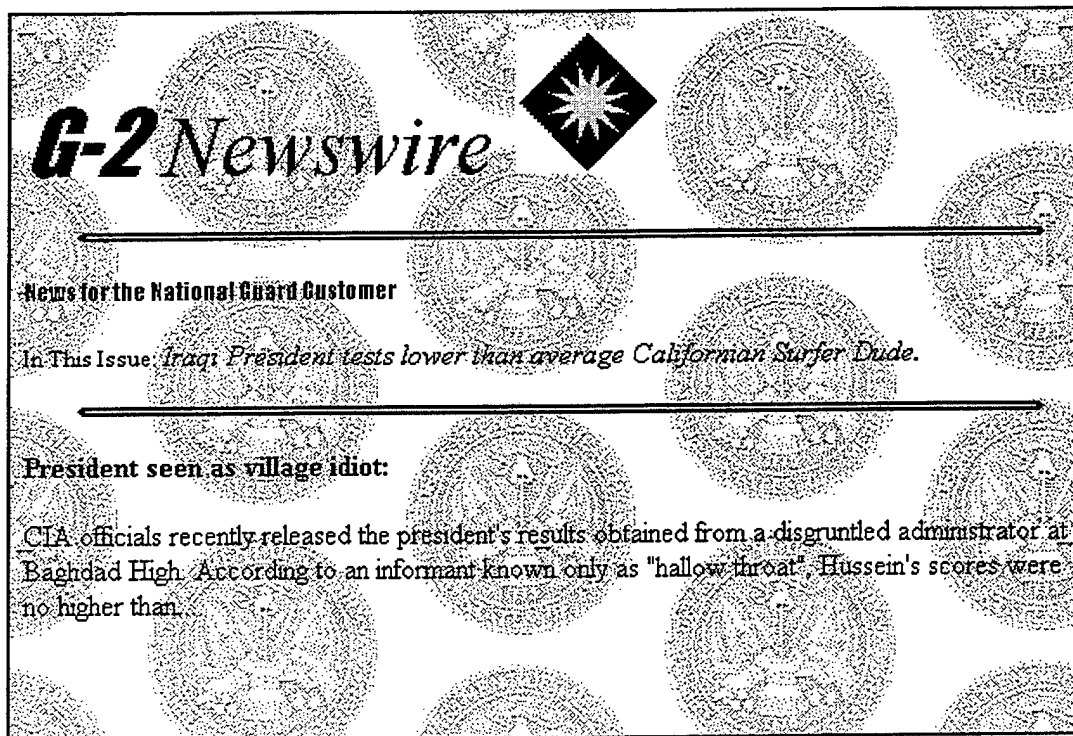 G-2 Newswire
News for the National Guard Customer
In This Issue: Iraqi President tests lower than average Californian Surfer Dude.
President seen as village idiot:
CIA officials recently released the president's results obtained from a disgruntled administrator at
Baghdad High. According to an informant known only as "hallow throat", Hussein's scores were
no higher than...